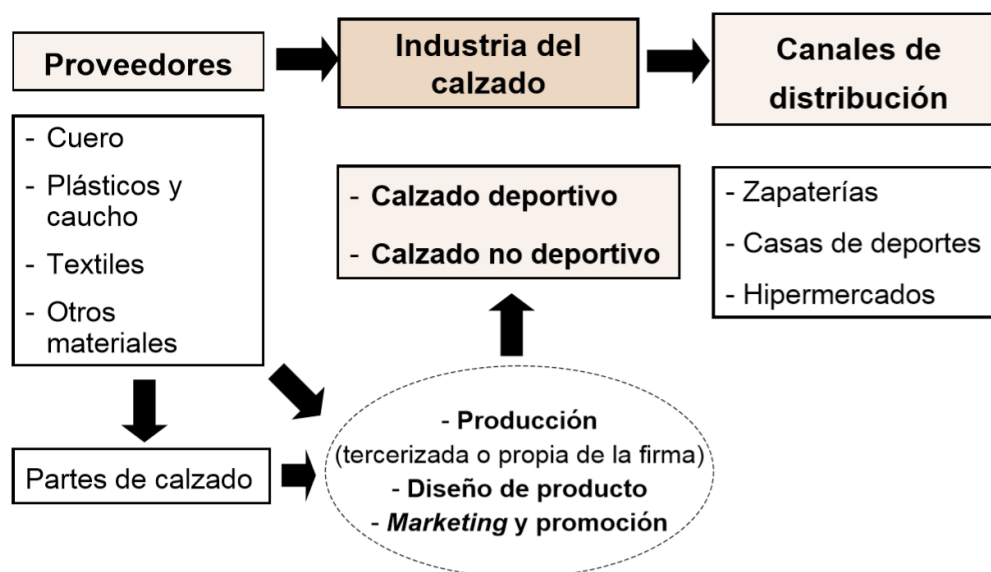 Proveedores
Industria del
calzado
Canales de
distribución
- Cuero
- Plásticos y
caucho
- Textiles
- Otros
materiales
- Calzado deportivo
- Calzado no deportivo
- Zapaterías
- Casas de deportes
- Hipermercados
Partes de calzado
- Producción
(tercerizada o propia de la firma)
- Diseño de producto
- Marketing y promoción